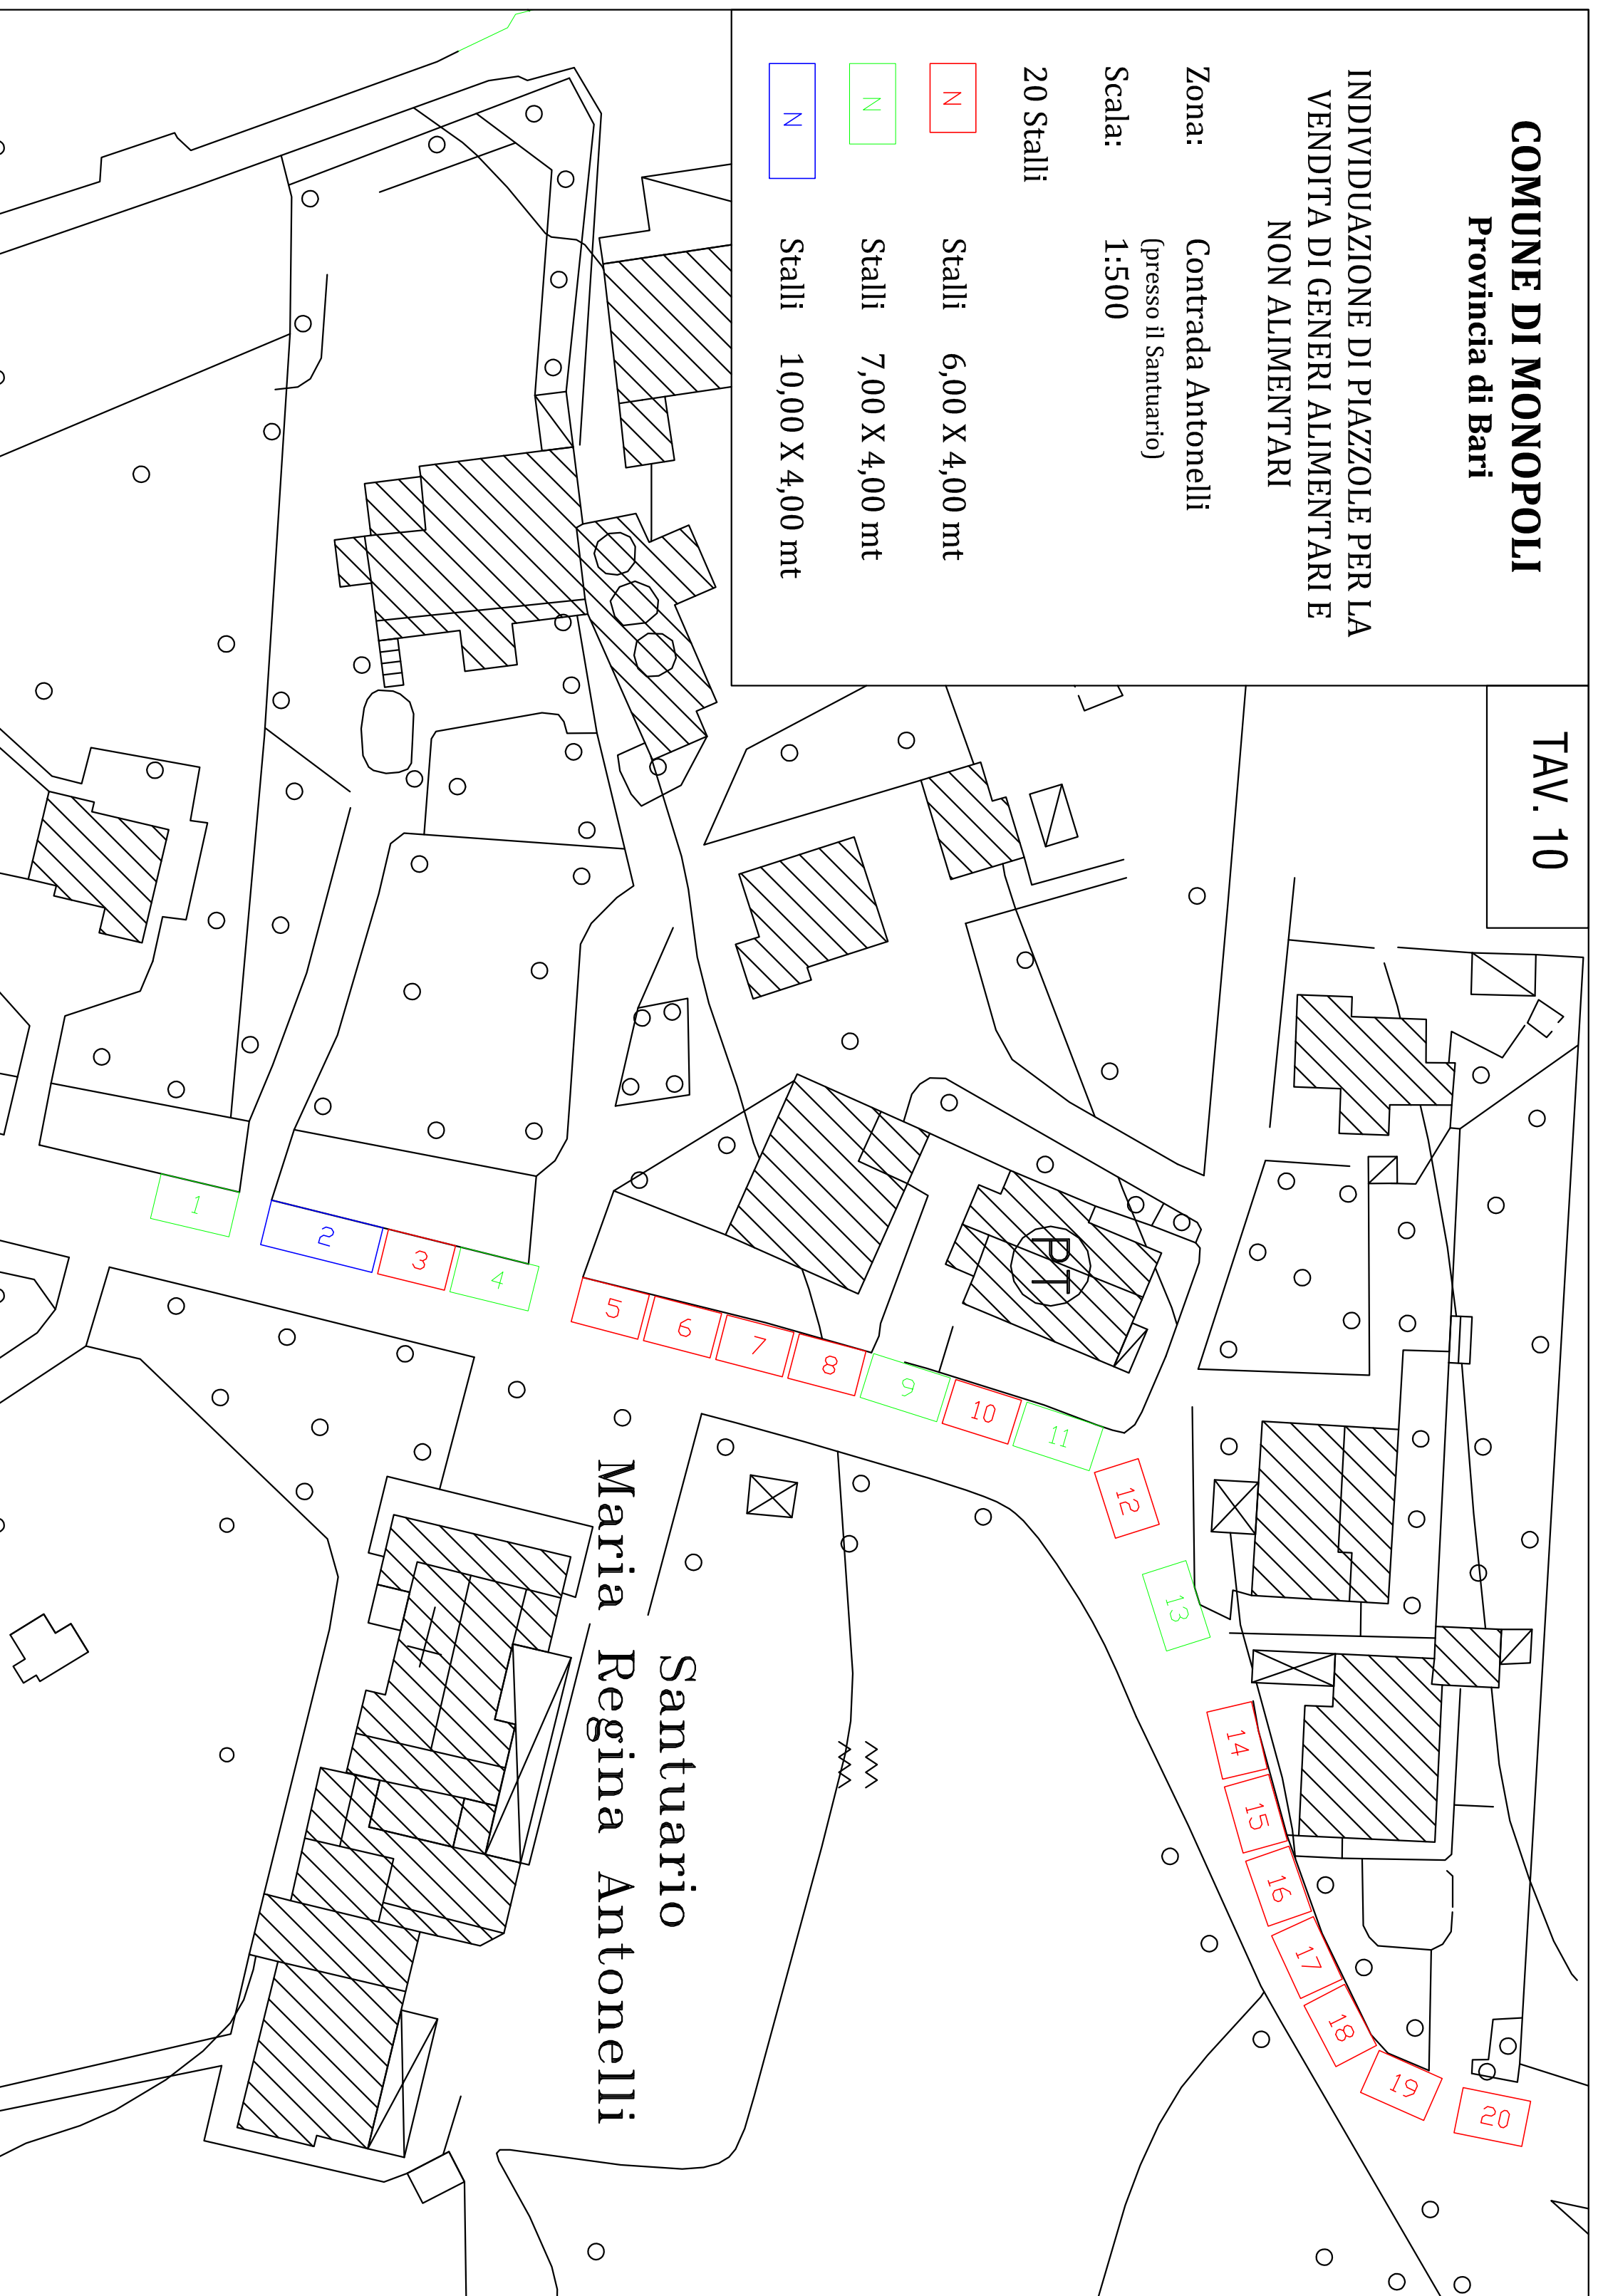 TAV. 10
COMUNE DI MONOPOLI
Provincia di Bari
INDIVIDUAZIONE DI PIAZZOLE PER LA
VENDITA DI GENERI ALIMENTARI E
NON ALIMENTARI
Zona: Contrada Antonelli
(presso il Santuario)
Scala: 1:500
20 Stalli
N Stalli 6,00 X 4,00 mt
N Stalli 7,00 X 4,00 mt
N Stalli 10,00 X 4,00 mt
PT
1
2
3
4
5
6
7
8
9
10
11
12
13
14
15
16
17
18
19
20
Santuario
Maria Regina Antonelli